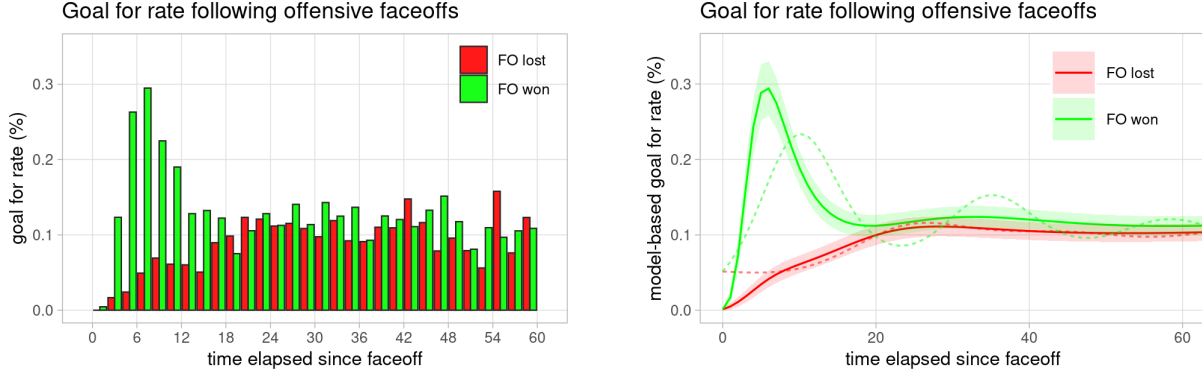 Goal for rate following offensive faceoffs
goal for rate (%)
0.3
0.2
0.1
0.0
FO lost
FO won
0 6 12 18 24 30 36 42 48 54 60
time elapsed since faceoff
Goal for rate following offensive faceoffs
model-based goal for rate (%)
0.3
0.2
0.1
0.0
FO lost
FO won
0 20 40 60
time elapsed since faceoff